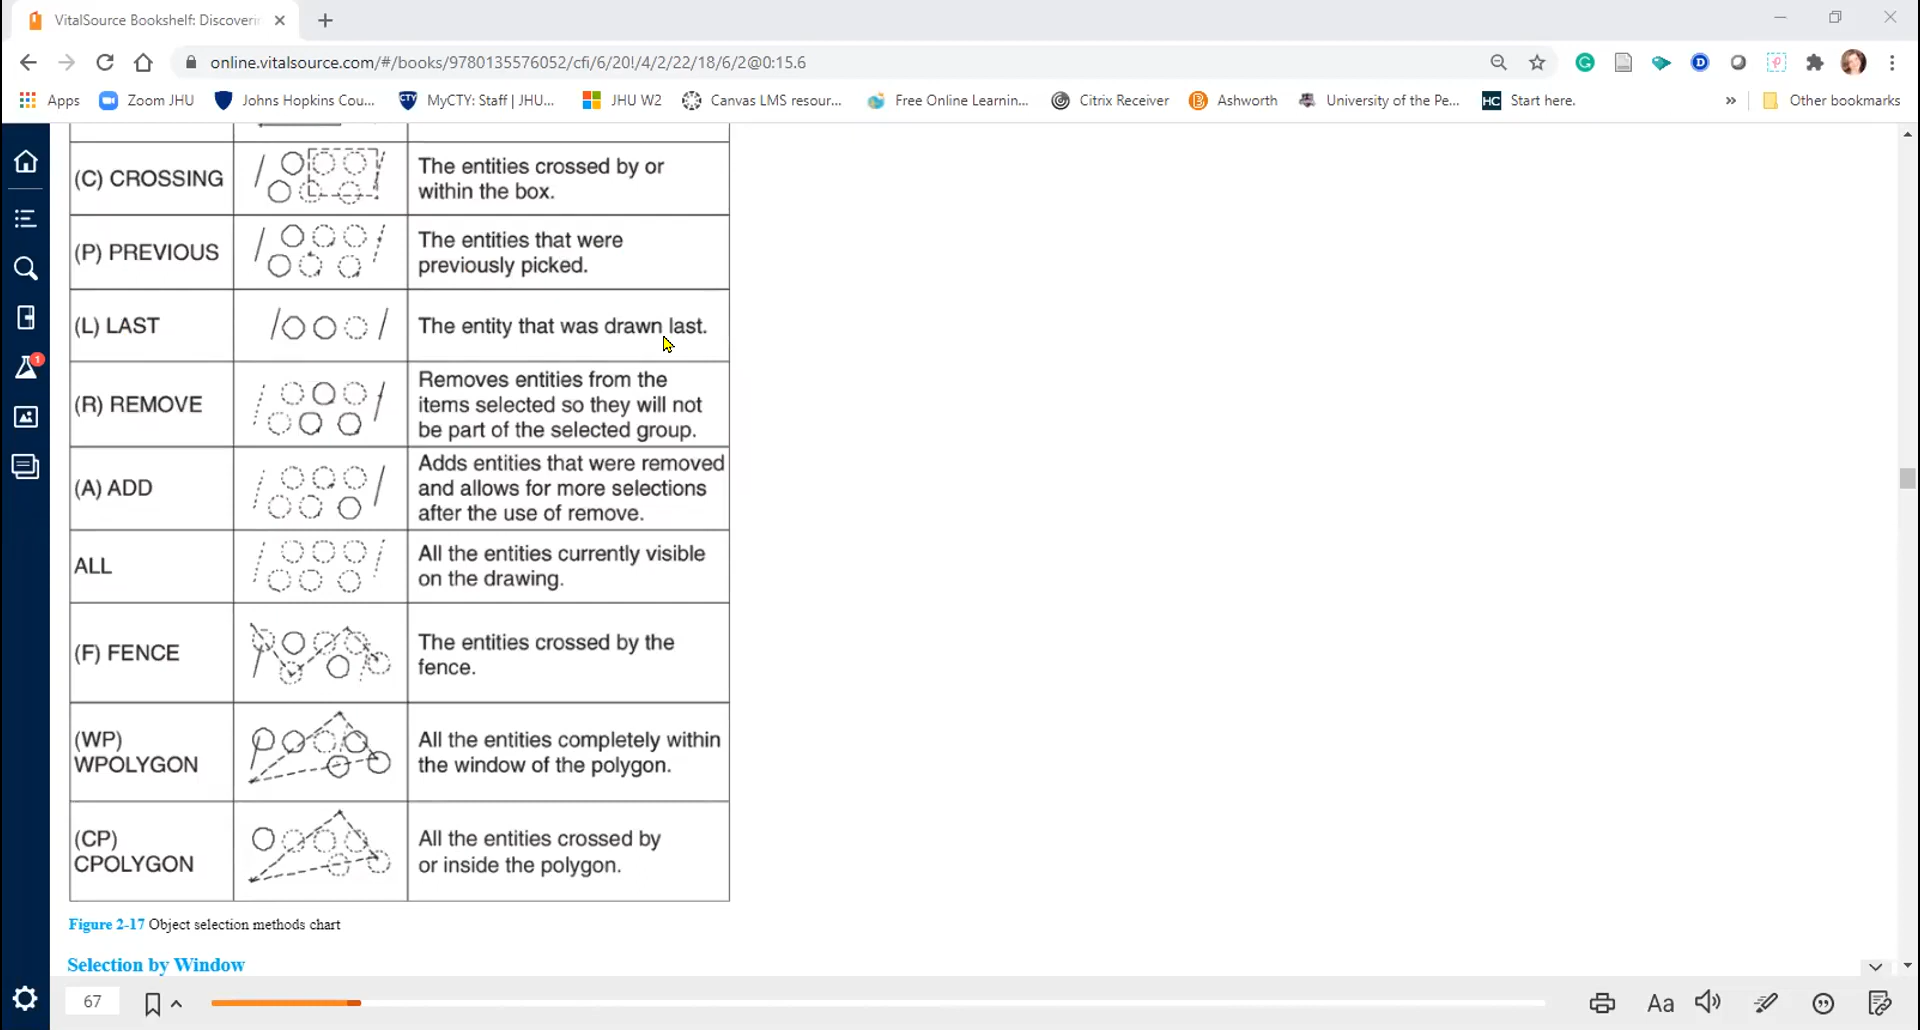 VitalSource Bookshelf: Discoverin
online.vitalsource.com/#/books/9780135576052/cfi/6/20!/4/2/22/18/6/2@0:15.6
Apps Zoom JHU Johns Hopkins Cou... CTY MyCTY: Staff | JHU... JHU W2 Canvas LMS resour... Free Online Learnin... Citrix Receiver Ashworth University of the Pe... HC Start here. » Other bookmarks
(C) CROSSING
The entities crossed by or
within the box.
(P) PREVIOUS
The entities that were
previously picked.
(L) LAST
The entity that was drawn last.
(R) REMOVE
Removes entities from the
items selected so they will not
be part of the selected group.
(A) ADD
Adds entities that were removed
and allows for more selections
after the use of remove.
ALL
All the entities currently visible
on the drawing.
(F) FENCE
The entities crossed by the
fence.
(WP)
WPOLYGON
All the entities completely within
the window of the polygon.
(CP)
CPOLYGON
All the entities crossed by
or inside the polygon.
Figure 2-17 Object selection methods chart
Selection by Window
1
67
Aa